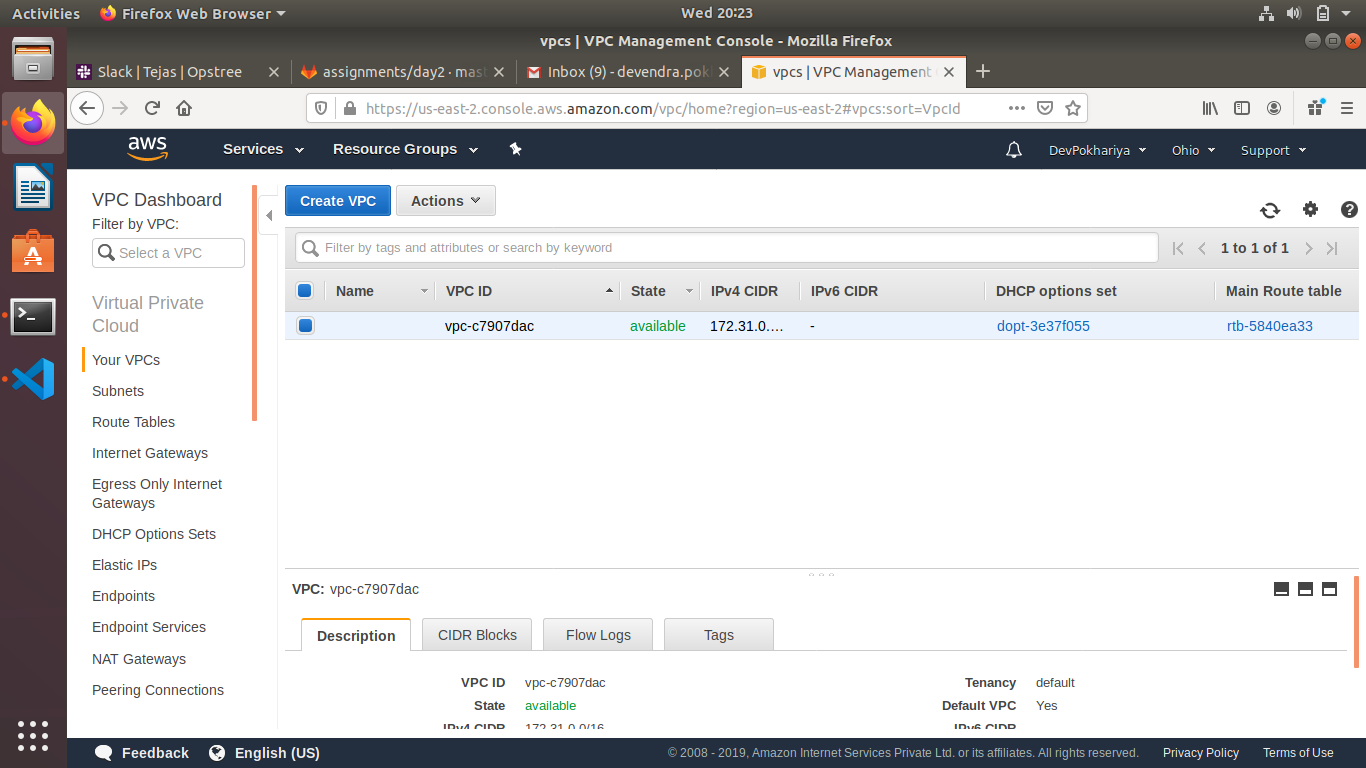 Activities
Firefox Web Browser
Wed 20:23
vpcs | VPC Management Console - Mozilla Firefox
Slack | Tejas | Opstree
assignments/day2 · mas
Inbox (9) - devendra.pok
vpcs | VPC Management
https://us-east-2.console.aws.amazon.com/vpc/home?region=us-east-2#vpcs:sort=VpcId
aws
Services
Resource Groups
DevPokhariya
Ohio
Support
VPC Dashboard
Filter by VPC:
Select a VPC
Virtual Private
Cloud
Your VPCs
Subnets
Route Tables
Internet Gateways
Egress Only Internet
Gateways
DHCP Options Sets
Elastic IPs
Endpoints
Endpoint Services
NAT Gateways
Peering Connections
Create VPC
Actions
Filter by tags and attributes or search by keyword
1 to 1 of 1
Name VPC ID State IPv4 CIDR IPv6 CIDR DHCP options set Main Route table
vpc-c7907dac available 172.31.0.… - dopt-3e37f055 rtb-5840ea33
VPC: vpc-c7907dac
Description CIDR Blocks Flow Logs Tags
VPC ID vpc-c7907dac Tenancy default
State available Default VPC Yes
IPv4 CIDR 172.31.0.0/16 IPv6 CIDR
Feedback
English (US)
© 2008 - 2019, Amazon Internet Services Private Ltd. or its affiliates. All rights reserved.
Privacy Policy
Terms of Use